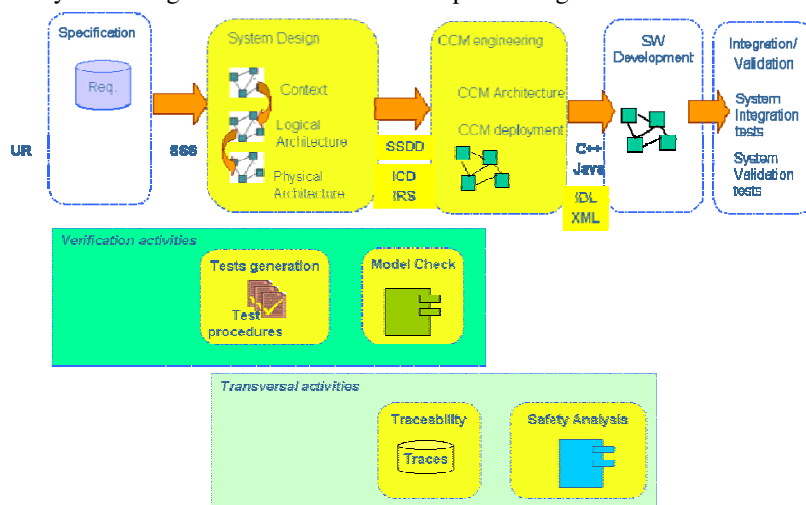 Specification
Req.
UR
SSS
System Design
Context
Logical
Architecture
Physical
Architecture
SSDD
ICD
IRS
CCM engineering
CCM Architecture
CCM deployment
C++
Java
IDL
XML
SW
Development
Integration/
Validation
System
Integration
tests
System
Validation
tests
Verification activities
Tests generation
Test
procedures
Model Check
Transversal activities
Traceability
Traces
Safety Analysis